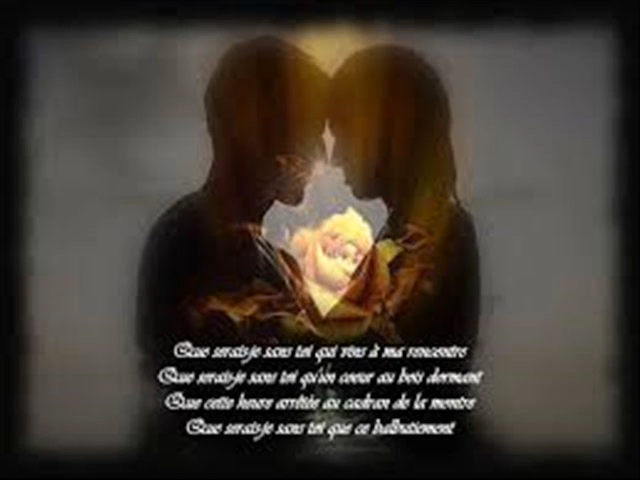 Que serais-je sans toi qui vins à ma rencontre
Que serais-je sans toi qu'un coeur au bois dormant
Que cette heure arrêtée au cadran de la montre
Que serais-je sans toi que ce balbutiement